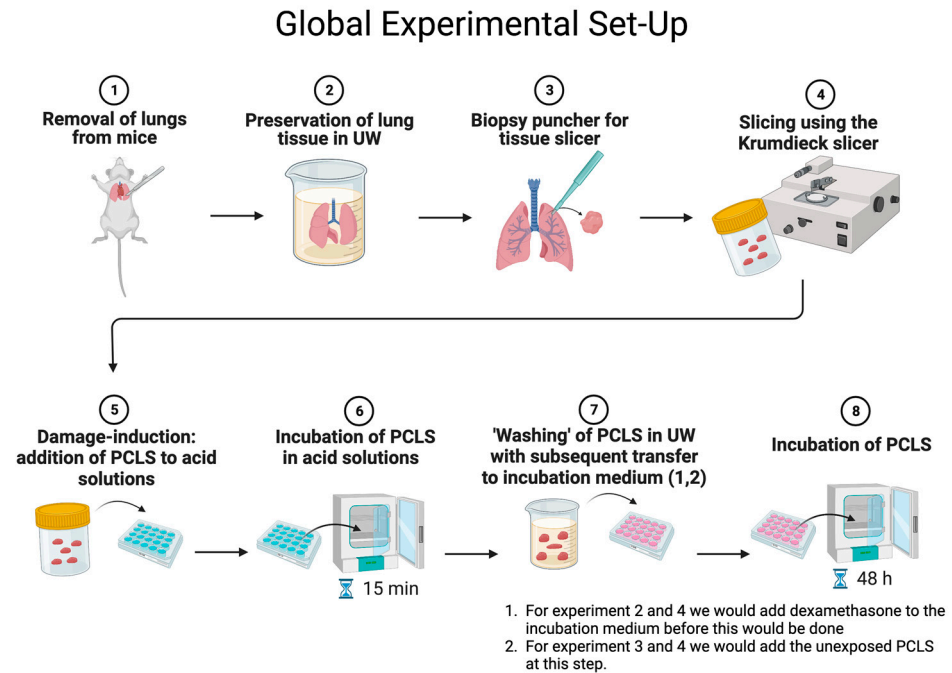 Global Experimental Set-Up
1
Removal of lungs
from mice
2
Preservation of lung
tissue in UW
3
Biopsy puncher for
tissue slicer
4
Slicing using the
Krumdieck slicer
5
Damage-induction:
addition of PCLS to acid
solutions
6
Incubation of PCLS
in acid solutions
15 min
7
'Washing' of PCLS in UW
with subsequent transfer
to incubation medium (1,2)
8
Incubation of PCLS
48 h
1. For experiment 2 and 4 we would add dexamethasone to the
incubation medium before this would be done
2. For experiment 3 and 4 we would add the unexposed PCLS
at this step.